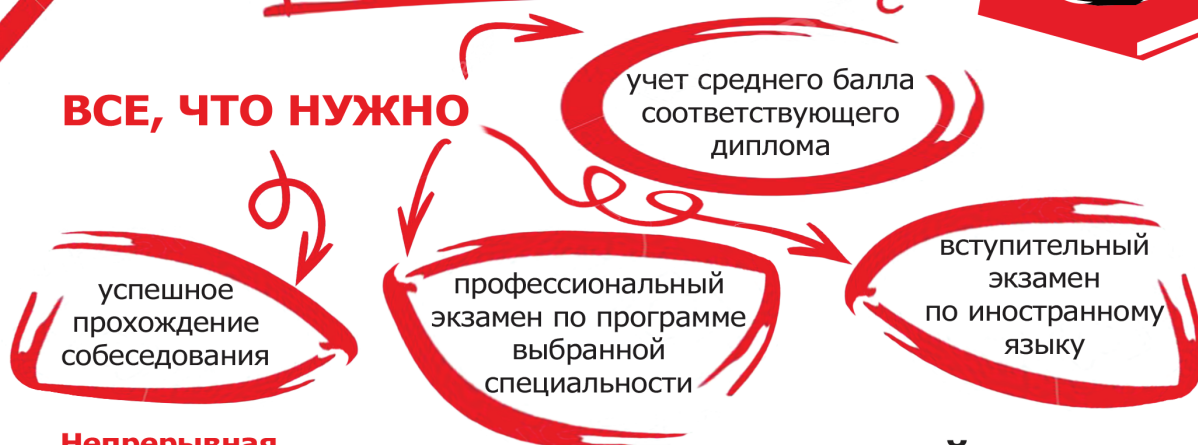 ВСЕ, ЧТО НУЖНО
учет среднего балла
соответствующего
диплома
успешное
прохождение
собеседования
профессиональный
экзамен по программе
выбранной
специальности
вступительный
экзамен
по иностранному
языку
Непрерывная